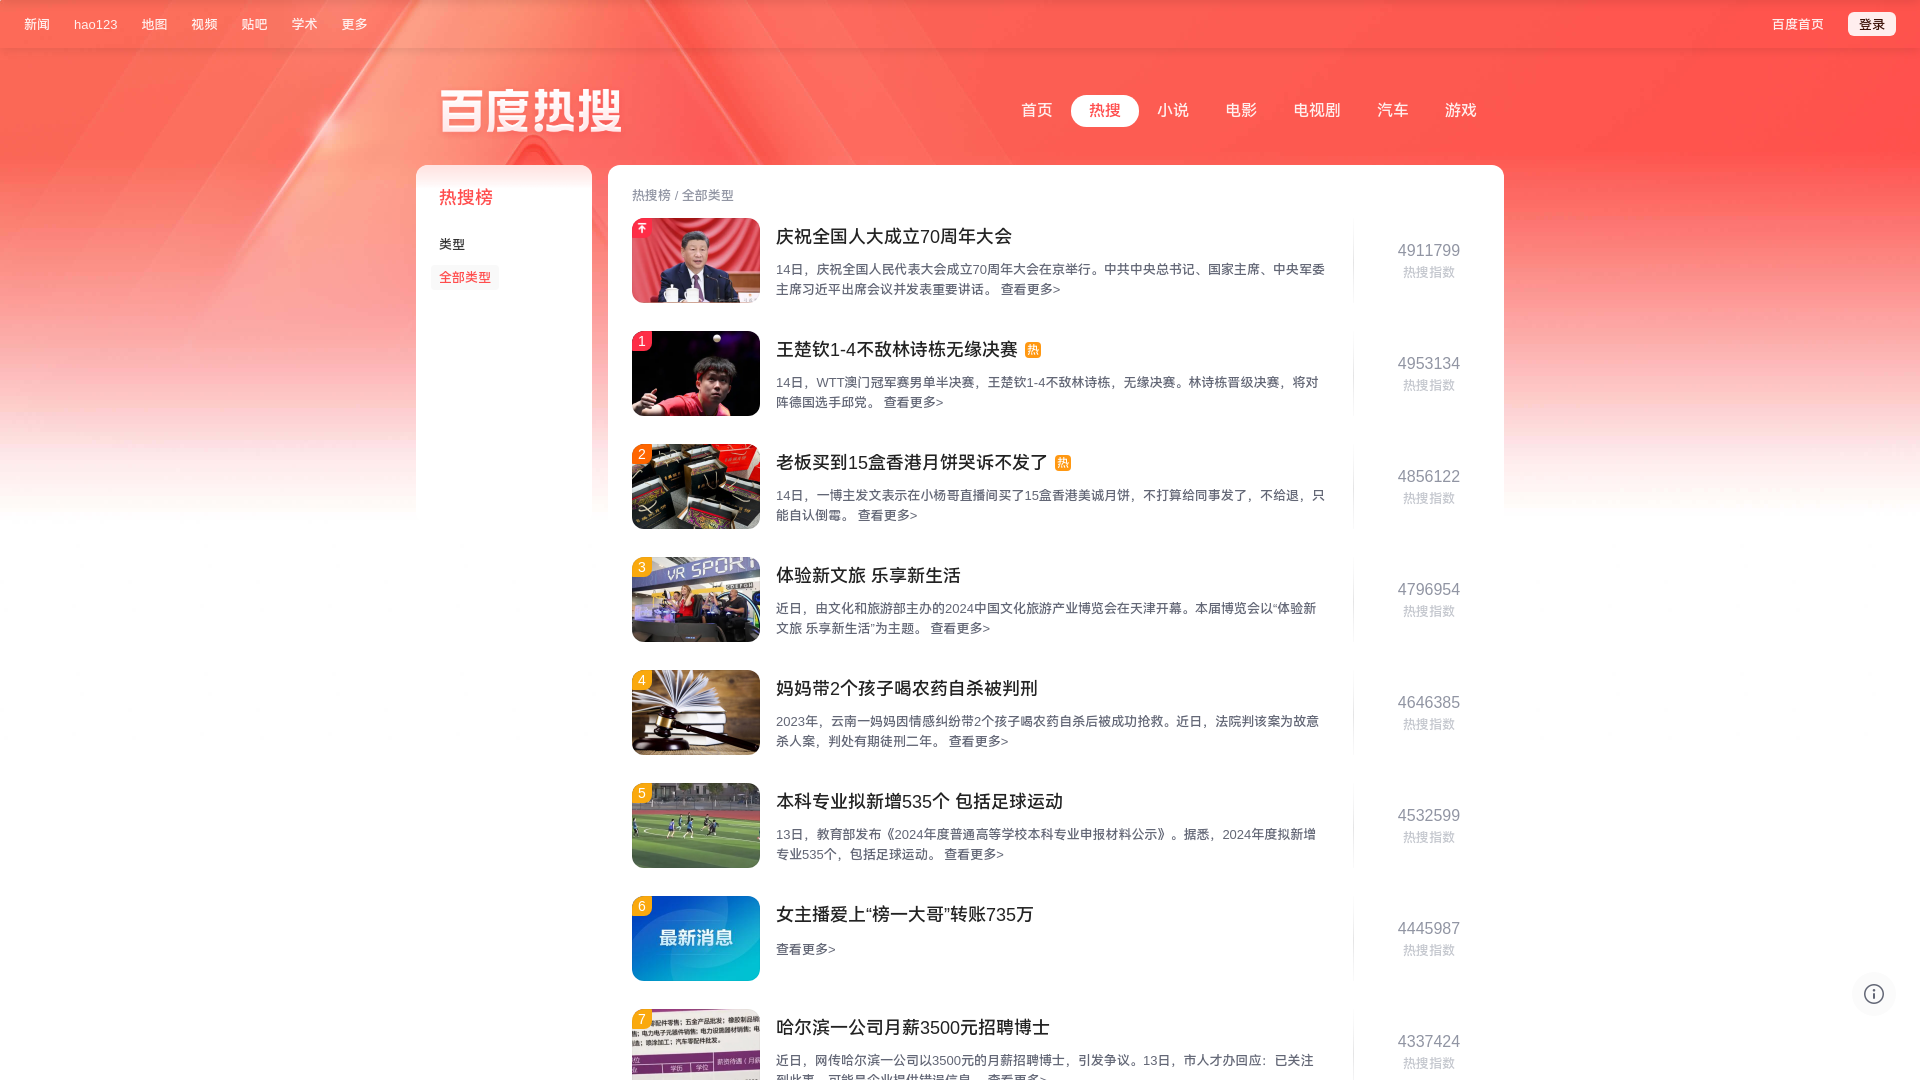 新闻 hao123 地图 视频 贴吧 学术 更多 百度首页 登录
百度热搜
首页 热搜 小说 电影 电视剧 汽车 游戏
热搜榜
类型
全部类型
热搜榜 / 全部类型
庆祝全国人大成立70周年大会
14日，庆祝全国人民代表大会成立70周年大会在京举行。中共中央总书记、国家主席、中央军委
主席习近平出席会议并发表重要讲话。 查看更多>
4911799
热搜指数
1
王楚钦1-4不敌林诗栋无缘决赛 热
14日，WTT澳门冠军赛男单半决赛，王楚钦1-4不敌林诗栋，无缘决赛。林诗栋晋级决赛，将对
阵德国选手邱党。 查看更多>
4953134
热搜指数
2
老板买到15盒香港月饼哭诉不发了 热
14日，一博主发文表示在小杨哥直播间买了15盒香港美诚月饼，不打算给同事发了，不给退，只
能自认倒霉。 查看更多>
4856122
热搜指数
3
VR SPORT
体验新文旅 乐享新生活
近日，由文化和旅游部主办的2024中国文化旅游产业博览会在天津开幕。本届博览会以“体验新
文旅 乐享新生活”为主题。 查看更多>
4796954
热搜指数
4
妈妈带2个孩子喝农药自杀被判刑
2023年，云南一妈妈因情感纠纷带2个孩子喝农药自杀后被成功抢救。近日，法院判该案为故意
杀人案，判处有期徒刑二年。 查看更多>
4646385
热搜指数
5
本科专业拟新增535个 包括足球运动
13日，教育部发布《2024年度普通高等学校本科专业申报材料公示》。据悉，2024年度拟新增
专业535个，包括足球运动。 查看更多>
4532599
热搜指数
6
最新消息
女主播爱上“榜一大哥”转账735万
查看更多>
4445987
热搜指数
7
哈尔滨一公司月薪3500元招聘博士
近日，网传哈尔滨一公司以3500元的月薪招聘博士，引发争议。13日，市人才办回应：已关注
到此事，可能是企业提供错误信息。 查看更多>
4337424
热搜指数